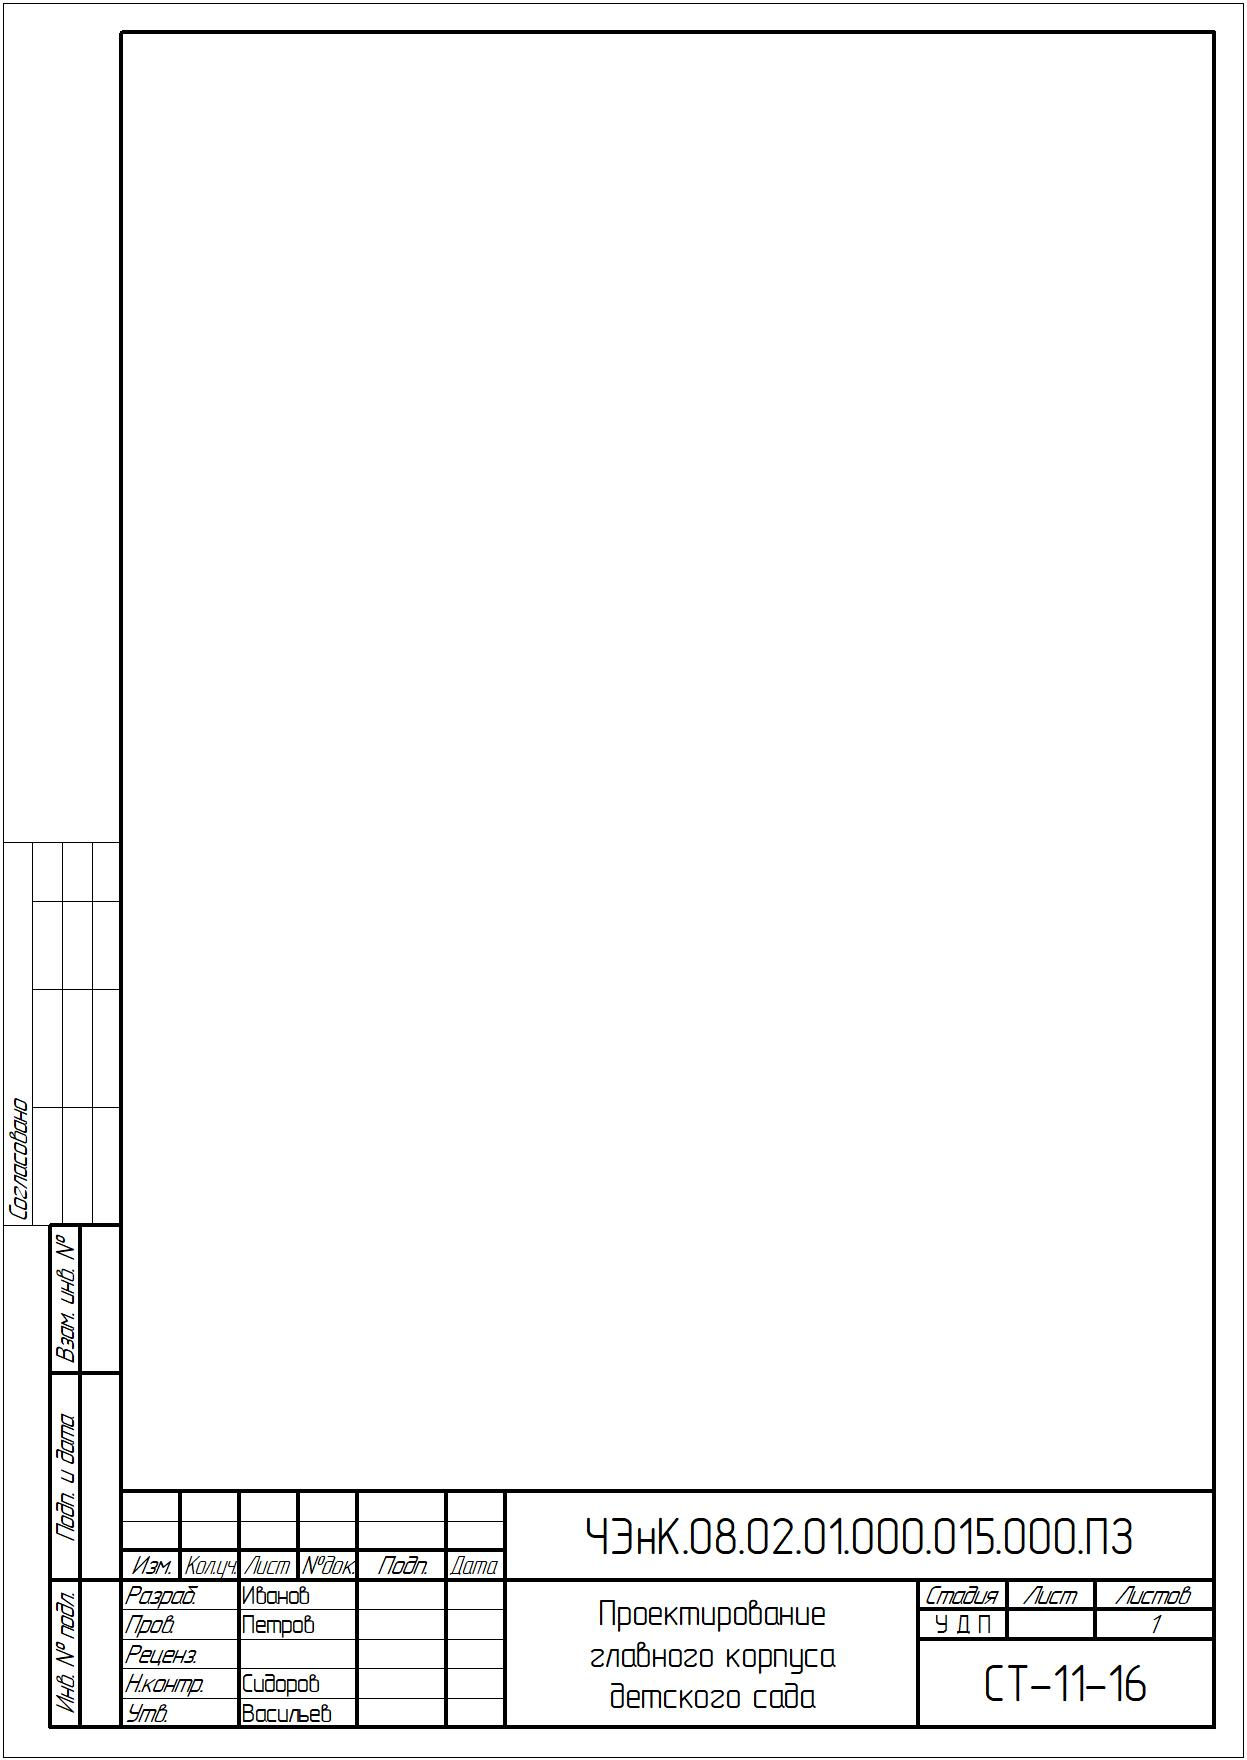 Согласовано
Взам. инв. №
Подп. и дата
Инв. № подл.
ЧЭнК.08.02.01.000.015.000.ПЗ
Изм. Кол.уч. Лист №док. Подп. Дата
Разраб. Иванов
Пров. Петров
Реценз.
Н.контр. Сидоров
Утв. Васильев
Проектирование
главного корпуса
детского сада
Стадия Лист Листов
У Д П 1
СТ-11-16